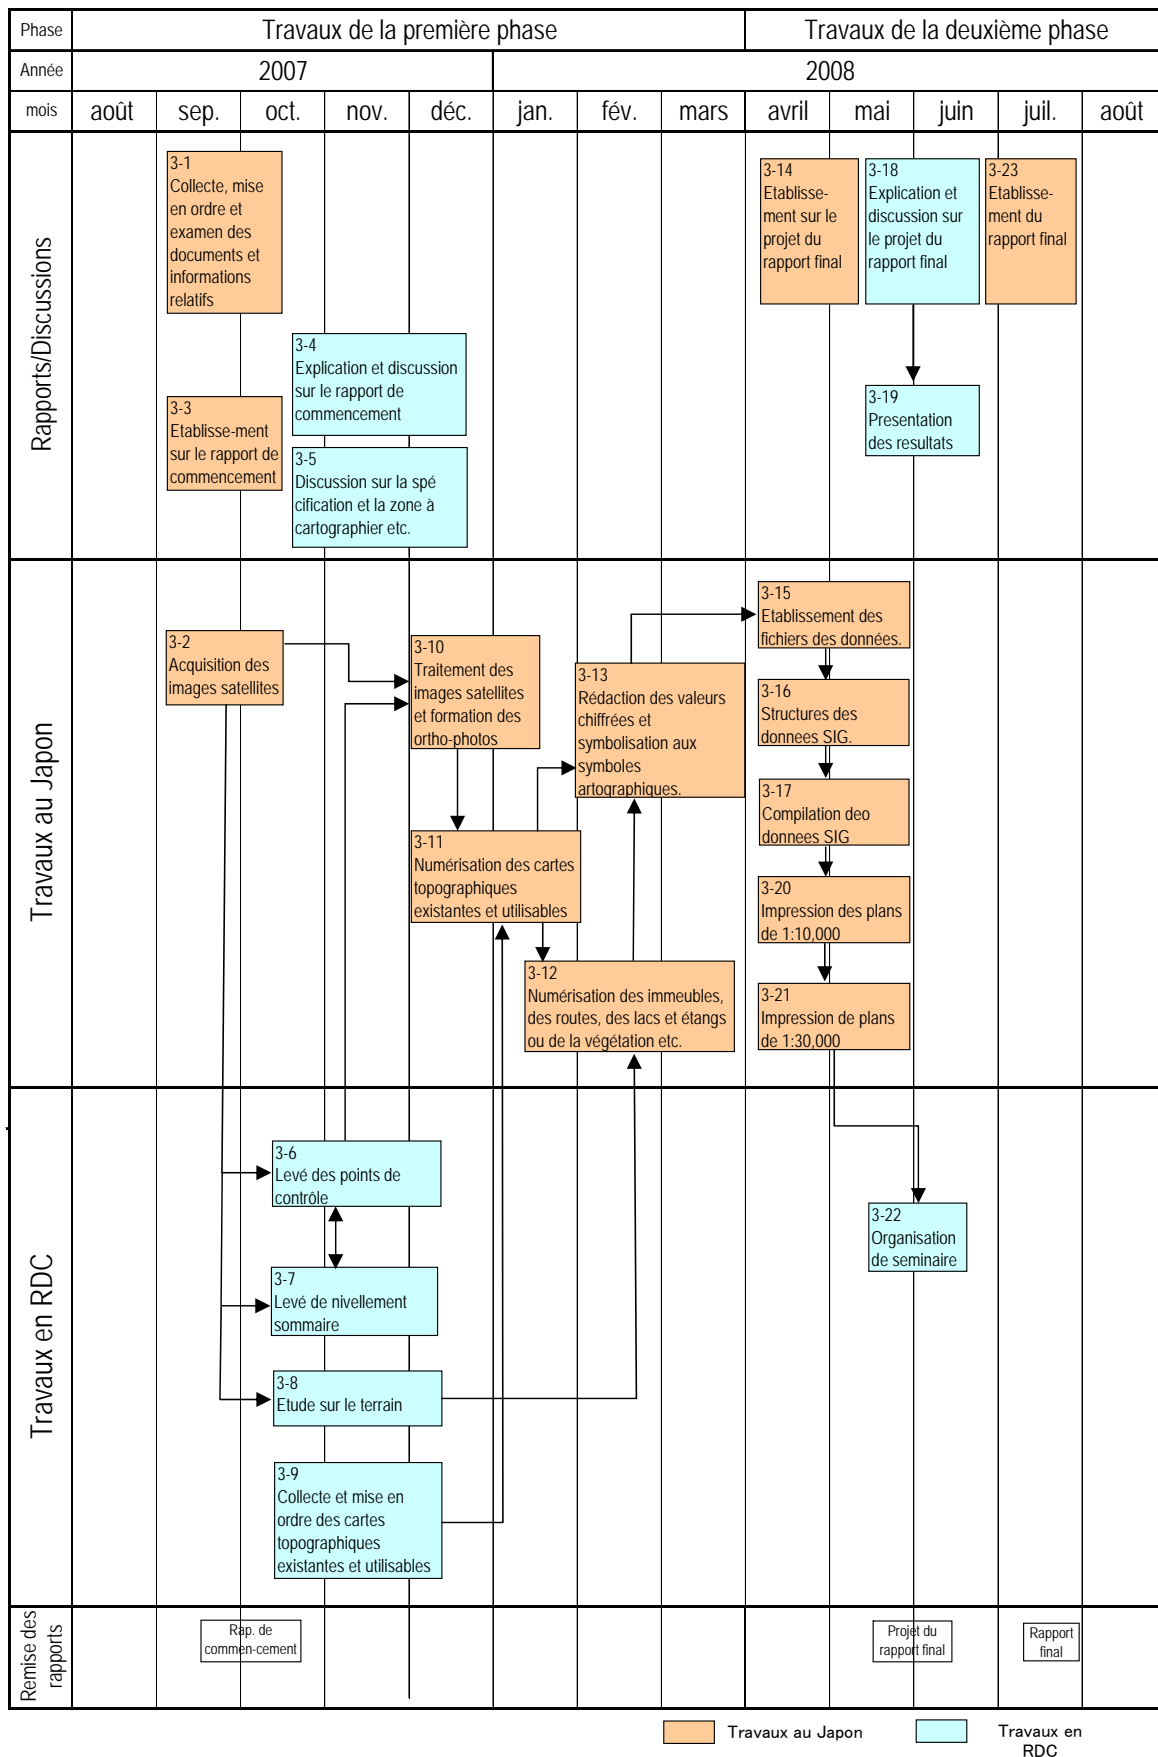 Phase
Travaux de la première phase
Travaux de la deuxième phase
Année
2007
2008
mois
août
sep.
oct.
nov.
déc.
jan.
fév.
mars
avril
mai
juin
juil.
août
Rapports/Discussions
3-1
Collecte, mise
en ordre et
examen des
documents et
informations
relatifs
3-3
Etablisse-ment
sur le rapport de
commencement
3-4
Explication et discussion
sur le rapport de
commencement
3-5
Discussion sur la spé
cification et la zone à
cartographier etc.
3-14
Etablisse-
ment sur le
projet du
rapport final
3-18
Explication et
discussion sur
le projet du
rapport final
3-23
Etablisse-
ment du
rapport final
3-19
Presentation
des resultats
Travaux au Japon
3-2
Acquisition des
images satellites
3-10
Traitement des
images satellites
et formation des
ortho-photos
3-11
Numérisation des cartes
topographiques
existantes et utilisables
3-12
Numérisation des immeubles,
des routes, des lacs et étangs
ou de la végétation etc.
3-13
Rédaction des valeurs
chiffrées et
symbolisation aux
symboles
artographiques.
3-15
Etablissement des
fichiers des données.
3-16
Structures des
donnees SIG.
3-17
Compilation deo
donnees SIG
3-20
Impression des plans
de 1:10,000
3-21
Impression de plans
de 1:30,000
Travaux en RDC
3-6
Levé des points de
contrôle
3-7
Levé de nivellement
sommaire
3-8
Etude sur le terrain
3-9
Collecte et mise en
ordre des cartes
topographiques
existantes et utilisables
3-22
Organisation
de seminaire
Remise des
rapports
Rap. de
commen-cement
Projet du
rapport final
Rapport
final
Travaux au Japon
Travaux en
RDC